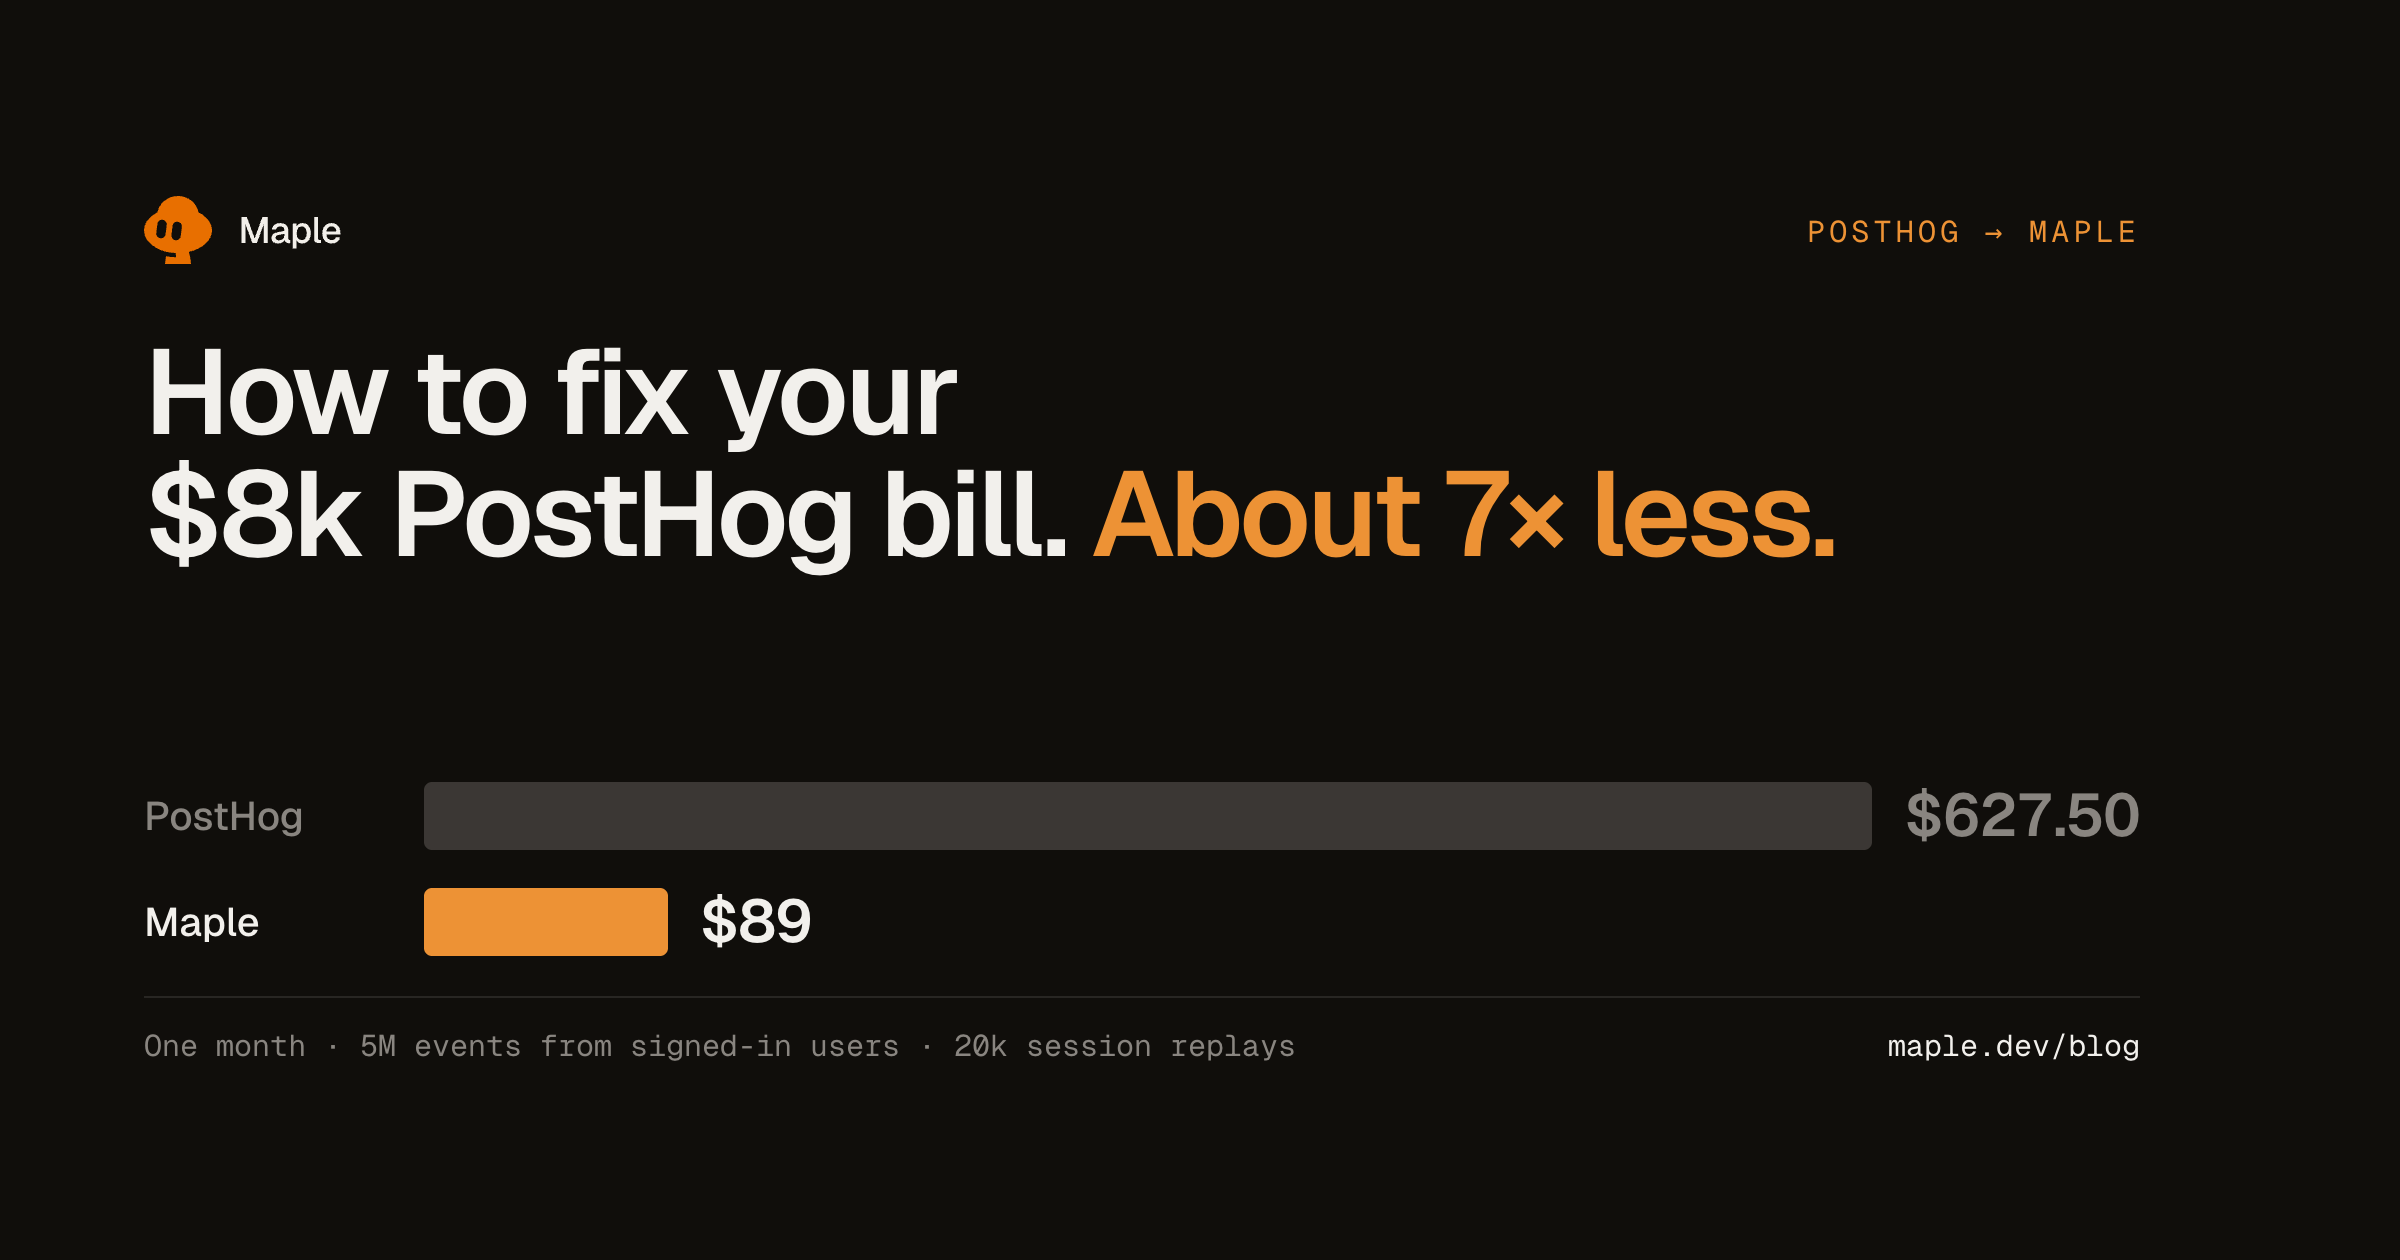 Maple
POSTHOG → MAPLE
How to fix your
$8k PostHog bill. About 7× less.
PostHog
$627.50
Maple
$89
One month · 5M events from signed-in users · 20k session replays
maple.dev/blog